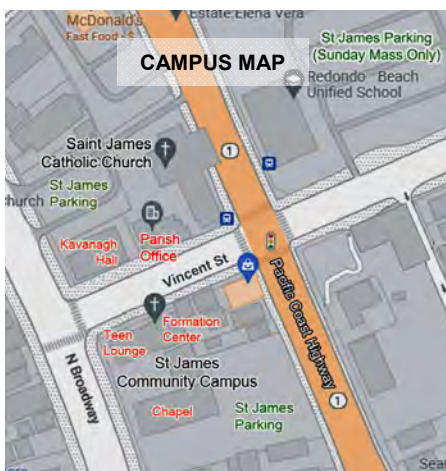 McDonald's
Fast Food - $
Estate: Elena Vera
CAMPUS MAP
St James Parking
(Sunday Mass Only)
Redondo Beach
Unified School
Saint James
Catholic Church
1
St James
Parking
Church
Kavanagh
Hall
Parish
Office
Vincent St
Pacific Coast Highway
Teen
Lounge
Formation
Center
St James
Community Campus
N Broadway
Chapel
St James
Parking
1